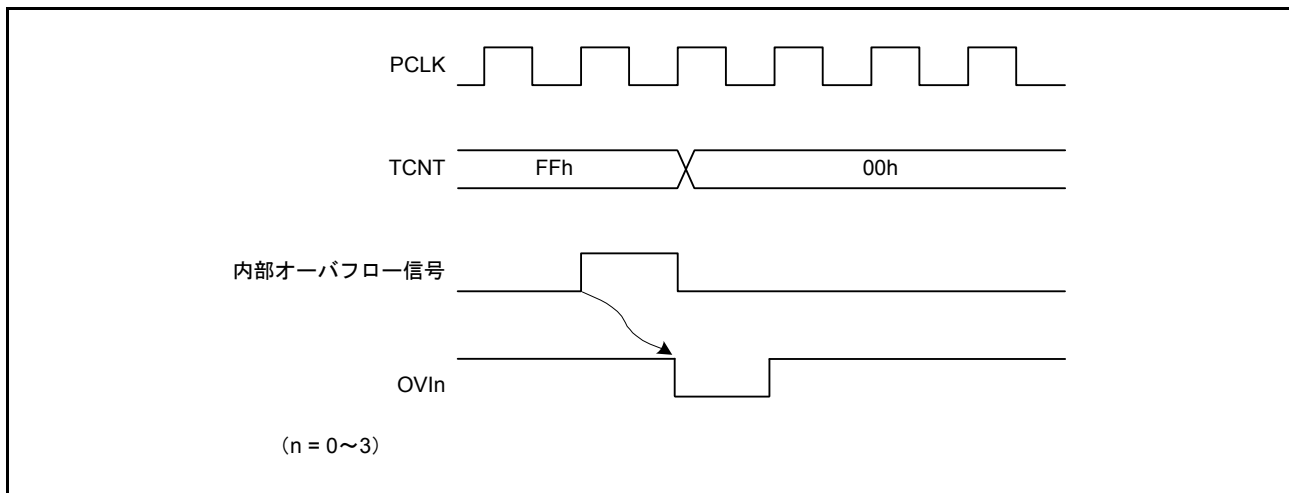 PCLK
TCNT
FFh
00h
内部オーバフロー信号
OVIn
(n = 0～3)